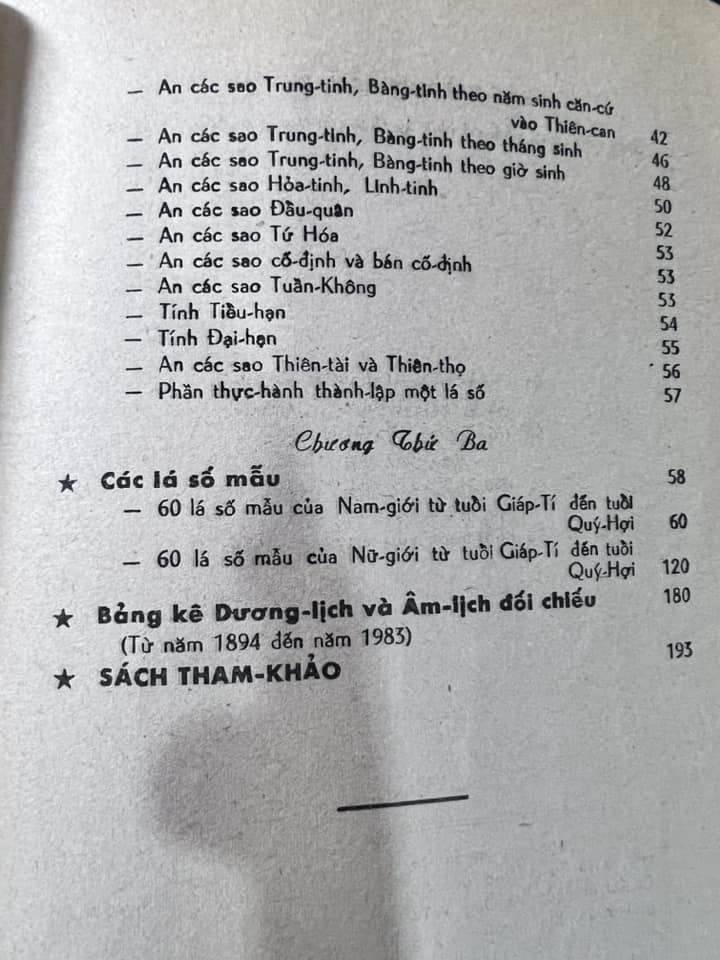 — An các sao Trung-tinh, Bàng-tinh theo năm sinh căn-cứ
vào Thiên-can 42
— An các sao Trung-tinh, Bàng-tinh theo tháng sinh 46
— An các sao Trung-tinh, Bàng-tinh theo giờ sinh 48
— An các sao Hỏa-tinh, Linh-tinh 50
— An các sao Đầu-quân 52
— An các sao Tứ Hóa 53
— An các sao cố-định và bán cố-định 53
— An các sao Tuần-Không 53
— Tính Tiều-hạn 54
— Tính Đại-hạn 55
— An các sao Thiên-tài và Thiên-thọ 56
— Phần thực-hành thành-lập một lá số 57
Chương Thứ Ba
★ Các lá số mẫu 58
— 60 lá số mẫu của Nam-giới từ tuồi Giáp-Tí đến tuồi
Quý-Hợi 60
— 60 lá số mẫu của Nữ-giới từ tuồi Giáp-Tí đến tuồi
Quý-Hợi 120
★ Bảng kê Dương-lịch và Âm-lịch đối chiếu 180
(Từ năm 1894 đến năm 1983)
★ SÁCH THAM-KHẢO 193